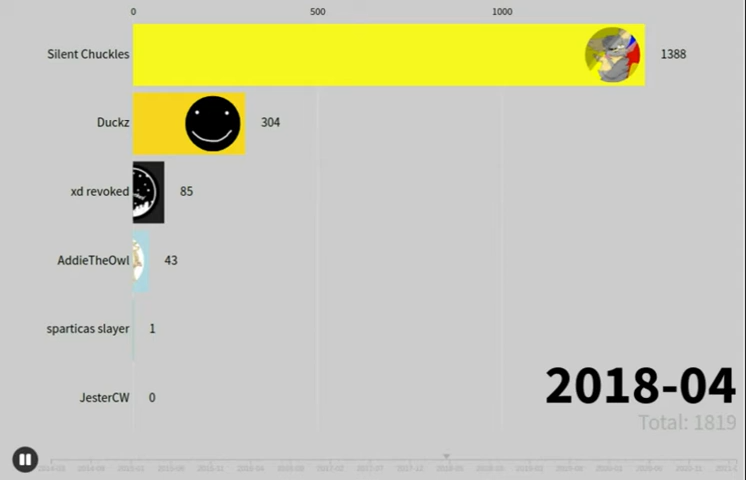 0 500 1000
Silent Chuckles 1388
Duckz 304
xd revoked 85
AddieTheOwl 43
sparticas slayer 1
JesterCW 0
2018-04
Total: 1819